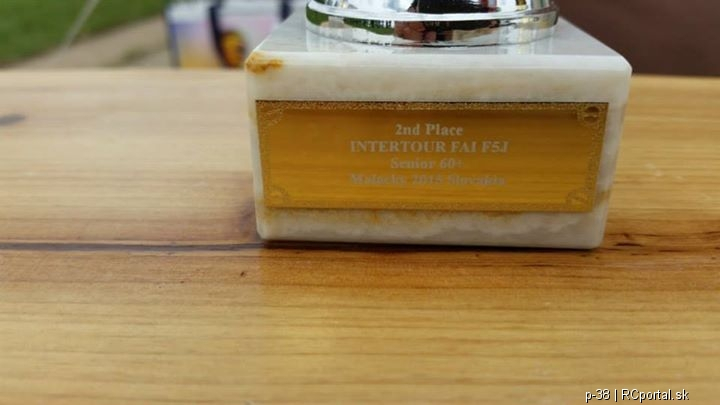 2nd Place
INTERTOUR FAI F5J
Senior 60+
Malacky 2015 Slovakia
p-38 | RCportal.sk